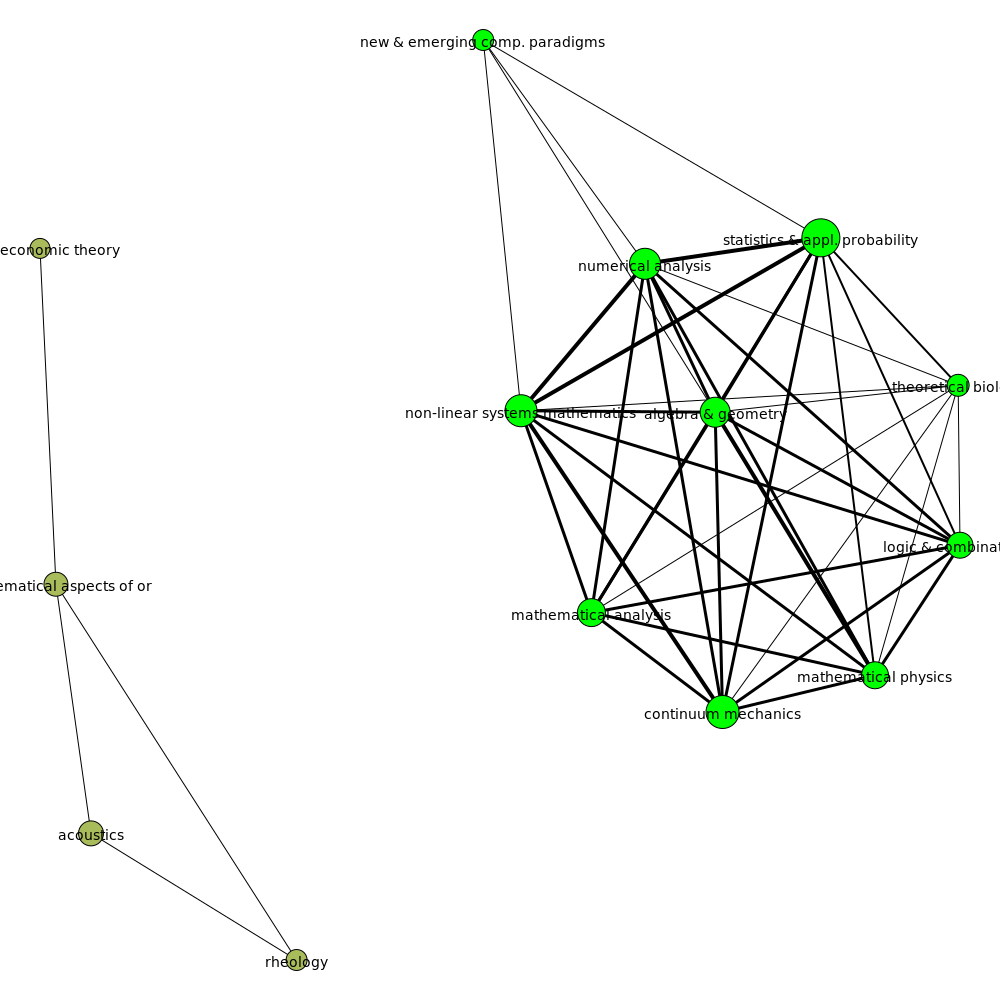 new & emerging comp. paradigms
statistics & appl. probability
economic theory
numerical analysis
theoretical biol
non-linear systems mathematics
algebra & geometry
logic & combinat
ematical aspects of or
mathematical analysis
mathematical physics
continuum mechanics
acoustics
rheology